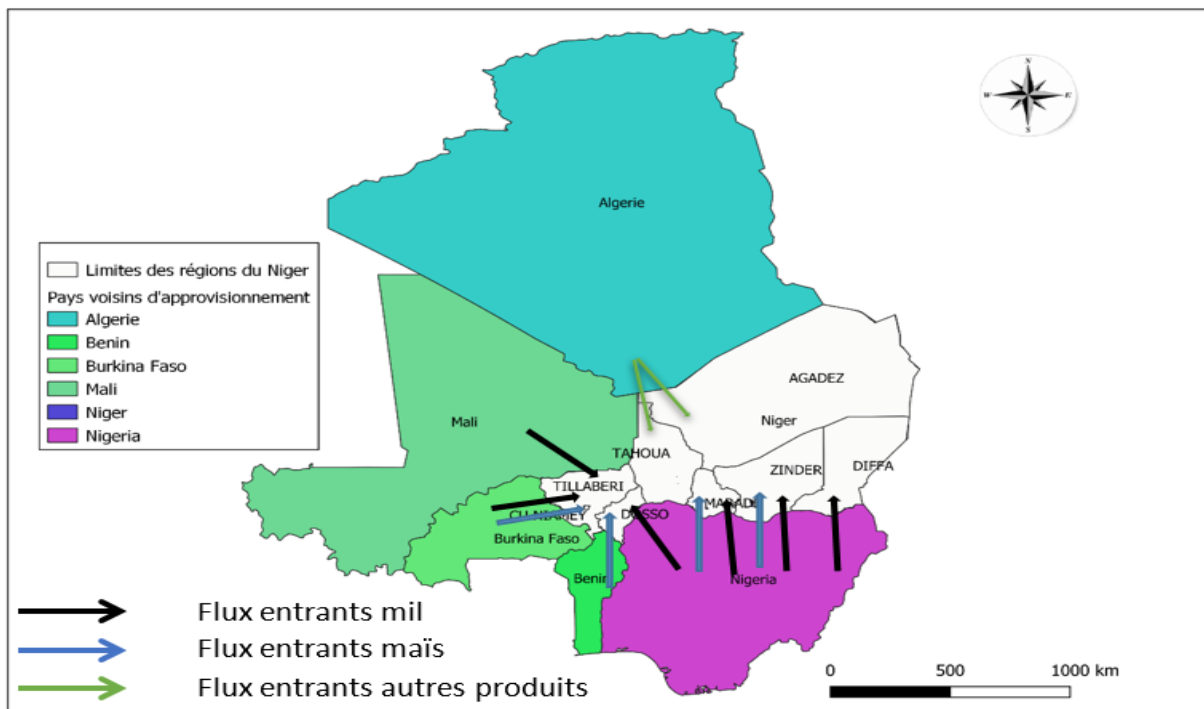 N
W
E
S
Algerie
Limites des régions du Niger
Pays voisins d'approvisionnement
Algerie
Benin
Burkina Faso
Mali
Niger
Nigeria
AGADEZ
Mali
Niger
TAHOUA
ZINDER
DIFFA
TILLABERI
MARADI
CU NIAMEY
DOSSO
Burkina Faso
Benin
Nigeria
Flux entrants mil
Flux entrants maïs
Flux entrants autres produits
0 500 1000 km